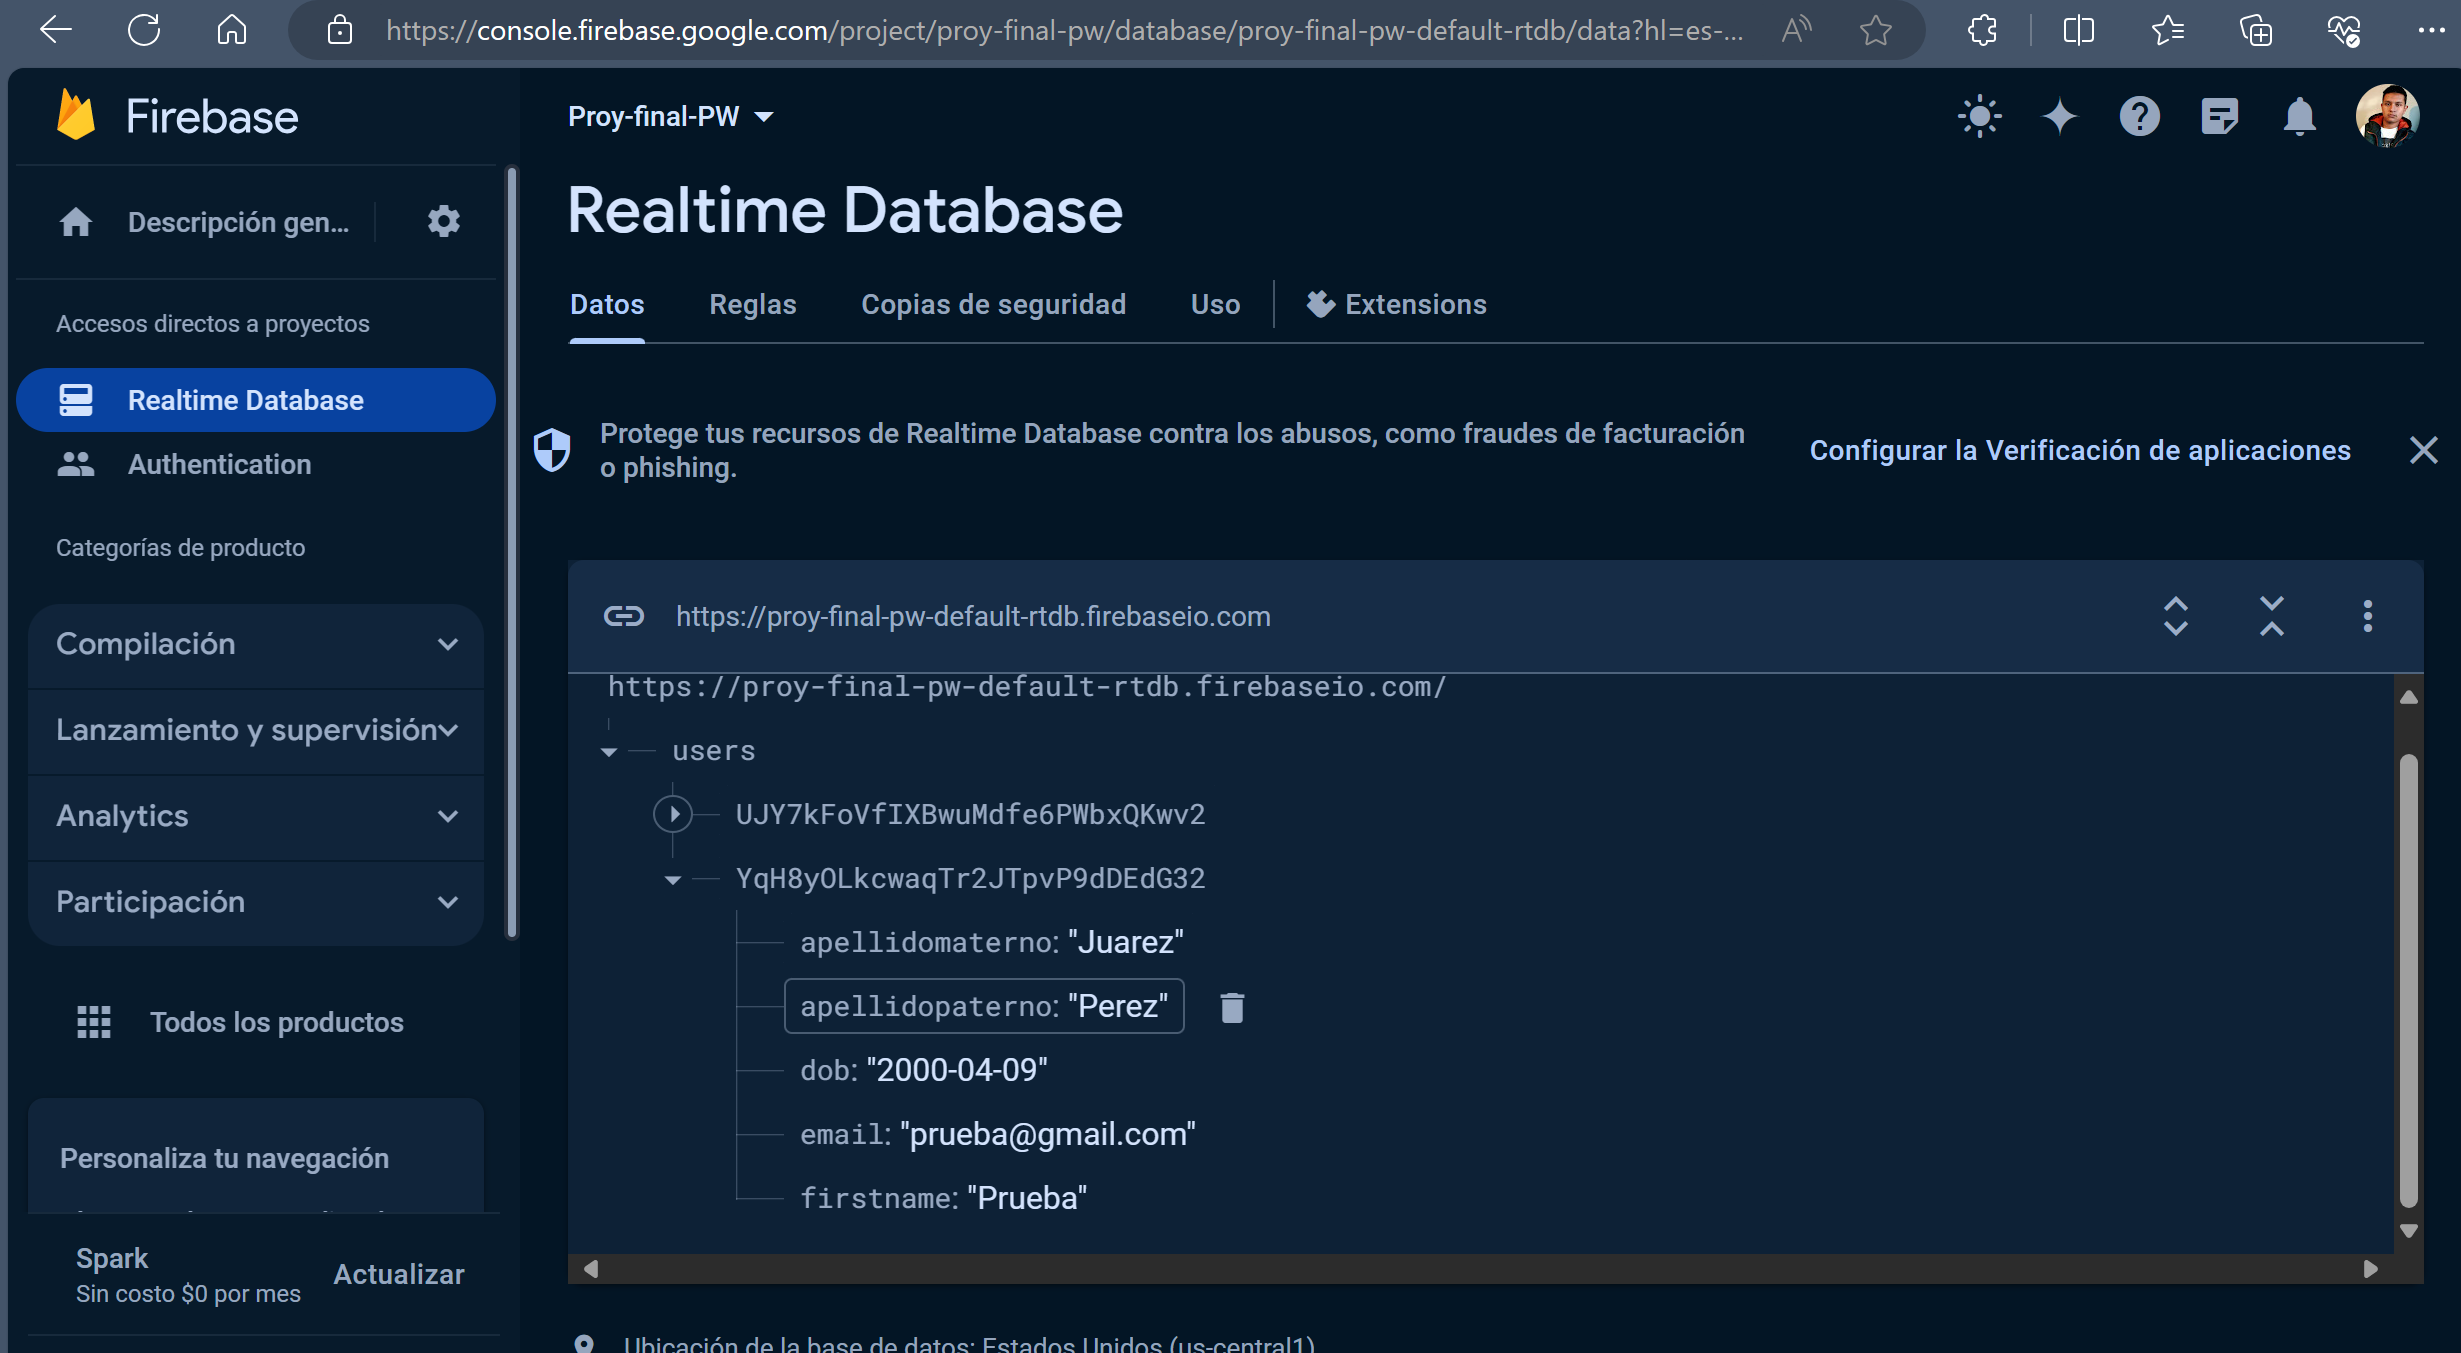 https://console.firebase.google.com/project/proy-final-pw/database/proy-final-pw-default-rtdb/data?hl=es-...
Firebase
Proy-final-PW
Descripción gen...
Realtime Database
Datos
Reglas
Copias de seguridad
Uso
Extensions
Accesos directos a proyectos
Realtime Database
Authentication
Protege tus recursos de Realtime Database contra los abusos, como fraudes de facturación
o phishing.
Configurar la Verificación de aplicaciones
Categorías de producto
Compilación
Lanzamiento y supervisión
Analytics
Participación
Todos los productos
Personaliza tu navegación
Spark
Sin costo $0 por mes
Actualizar
https://proy-final-pw-default-rtdb.firebaseio.com
https://proy-final-pw-default-rtdb.firebaseio.com/
users
UJY7kFoVfIXBwuMdfe6PWbxQKwv2
YqH8yOLkcwaqTr2JTpvP9dDEdG32
apellidomaterno: "Juarez"
apellidopaterno: "Perez"
dob: "2000-04-09"
email: "prueba@gmail.com"
firstname: "Prueba"
Ubicación de la base de datos: Estados Unidos (us-central1)